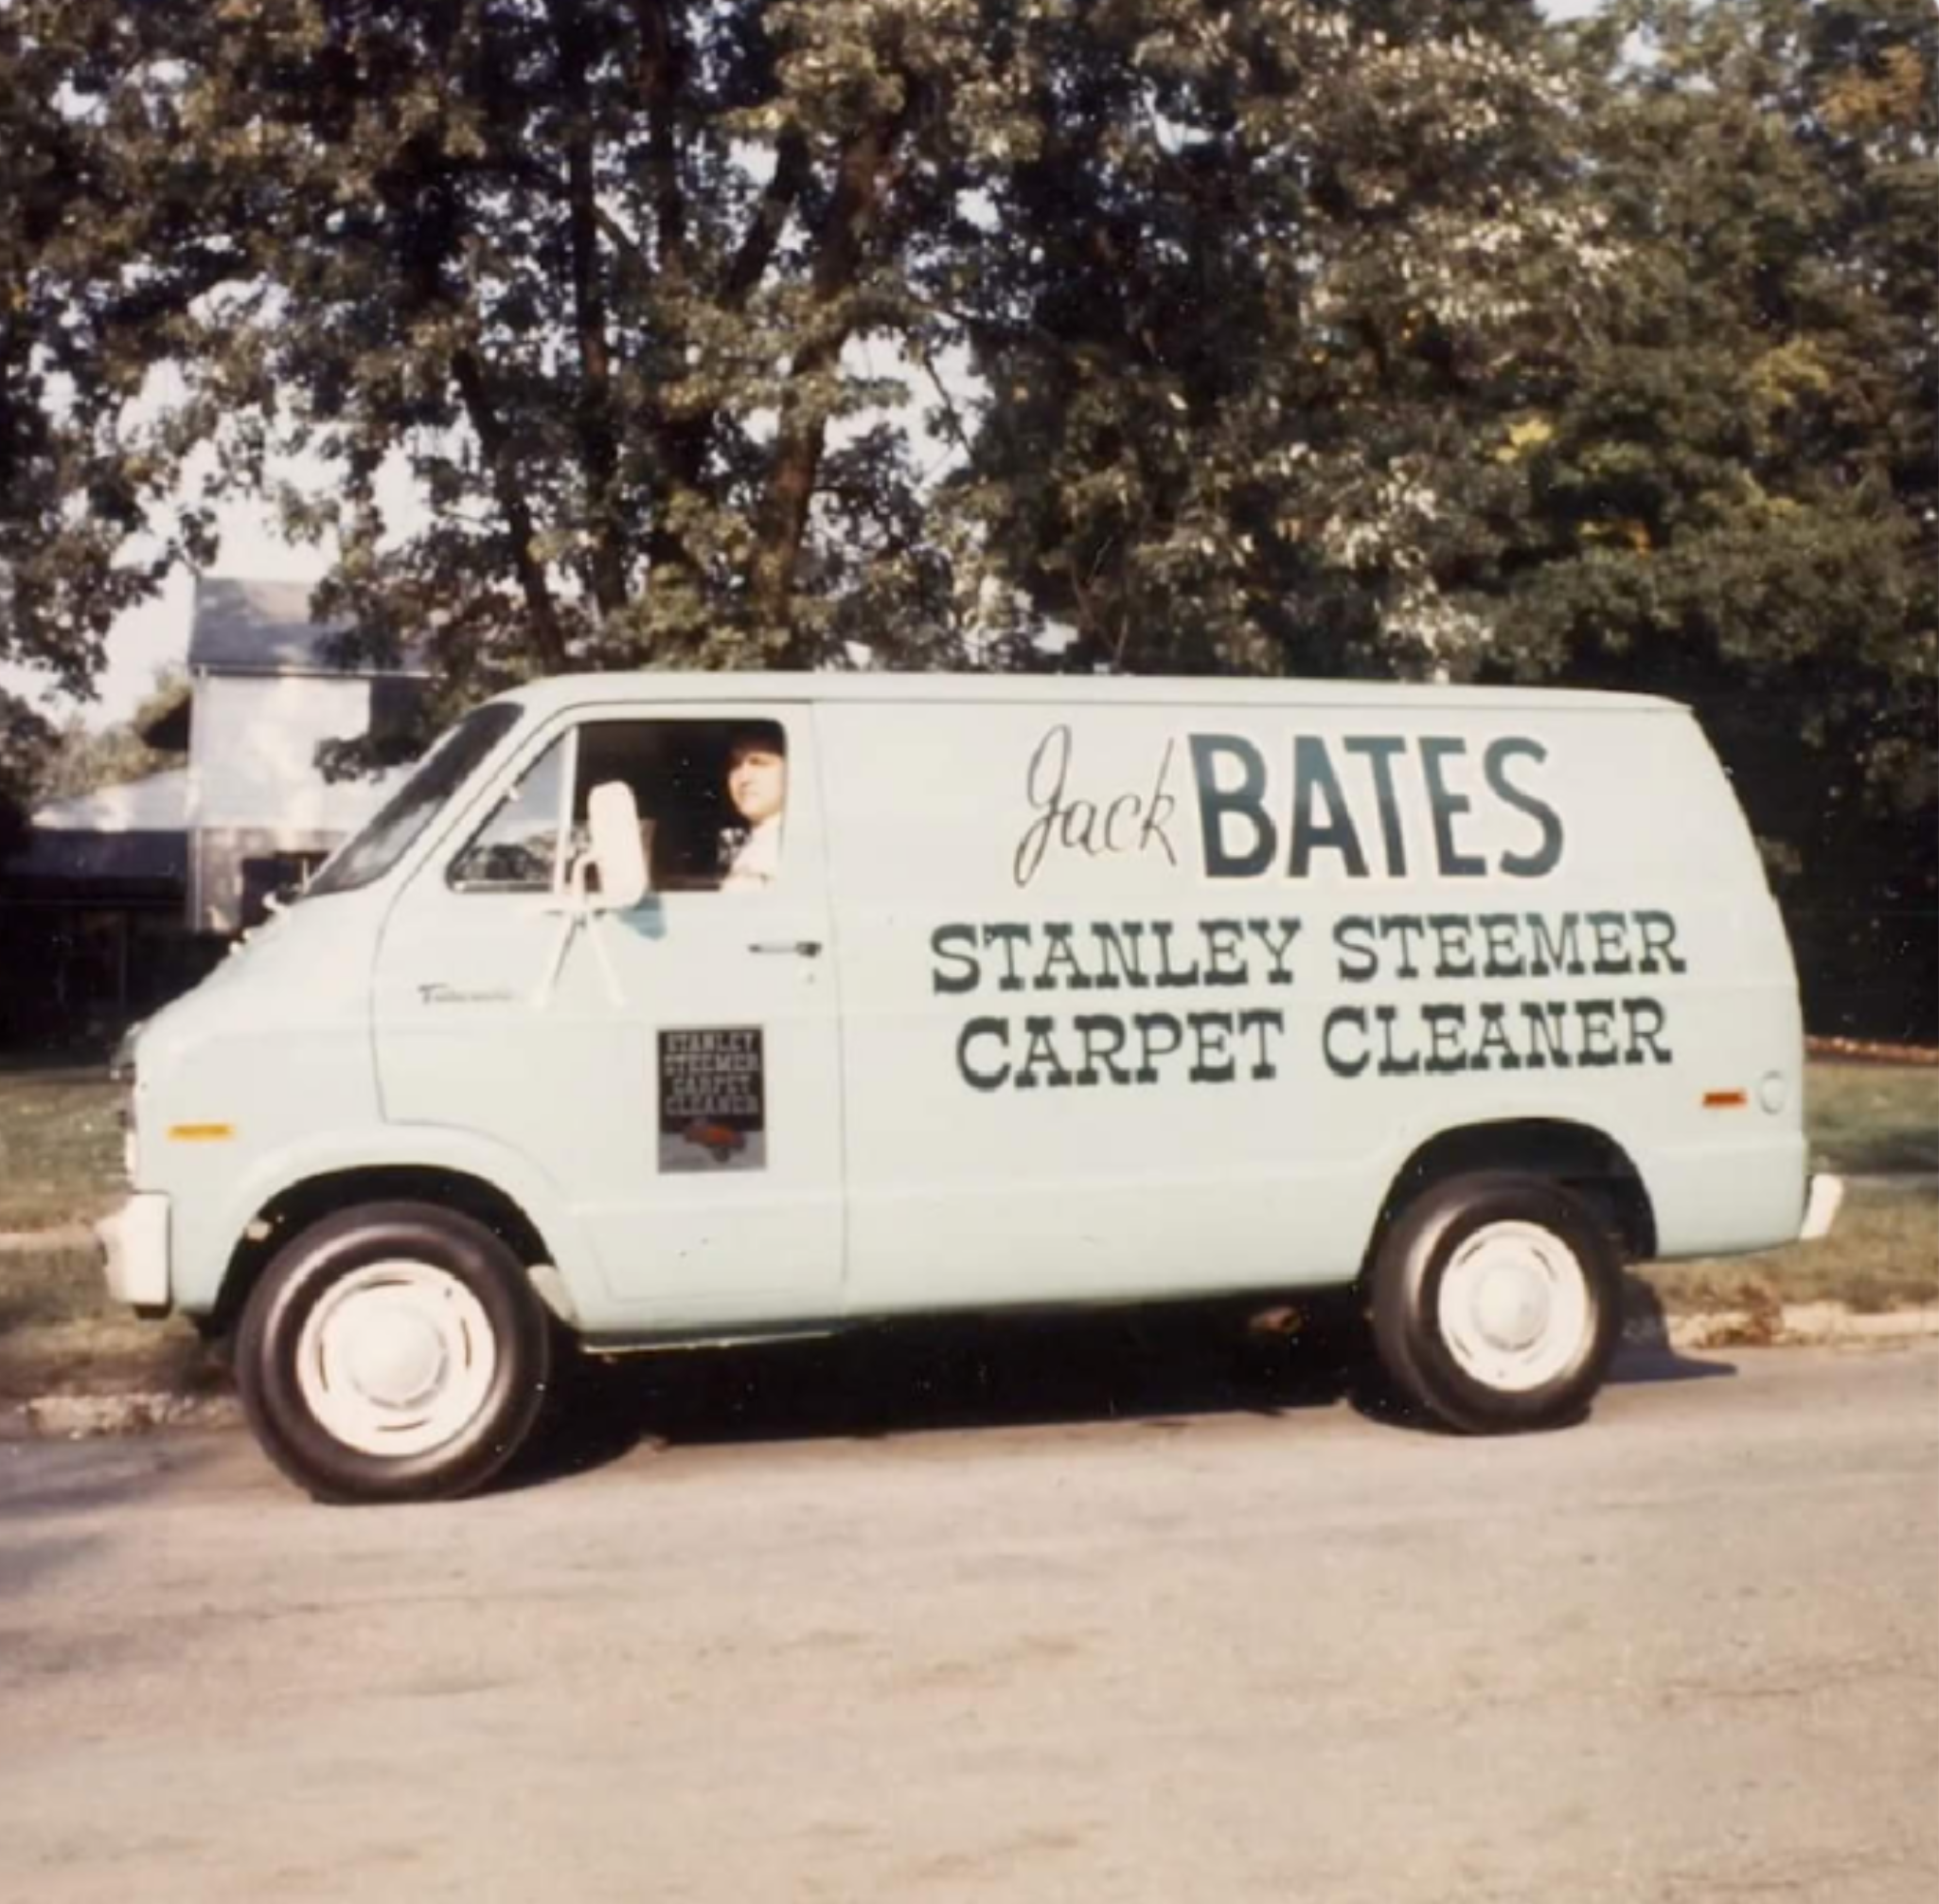 Jack BATES
STANLEY STEEMER
CARPET CLEANER
STANLEY
STEEMER
CARPET
CLEANER